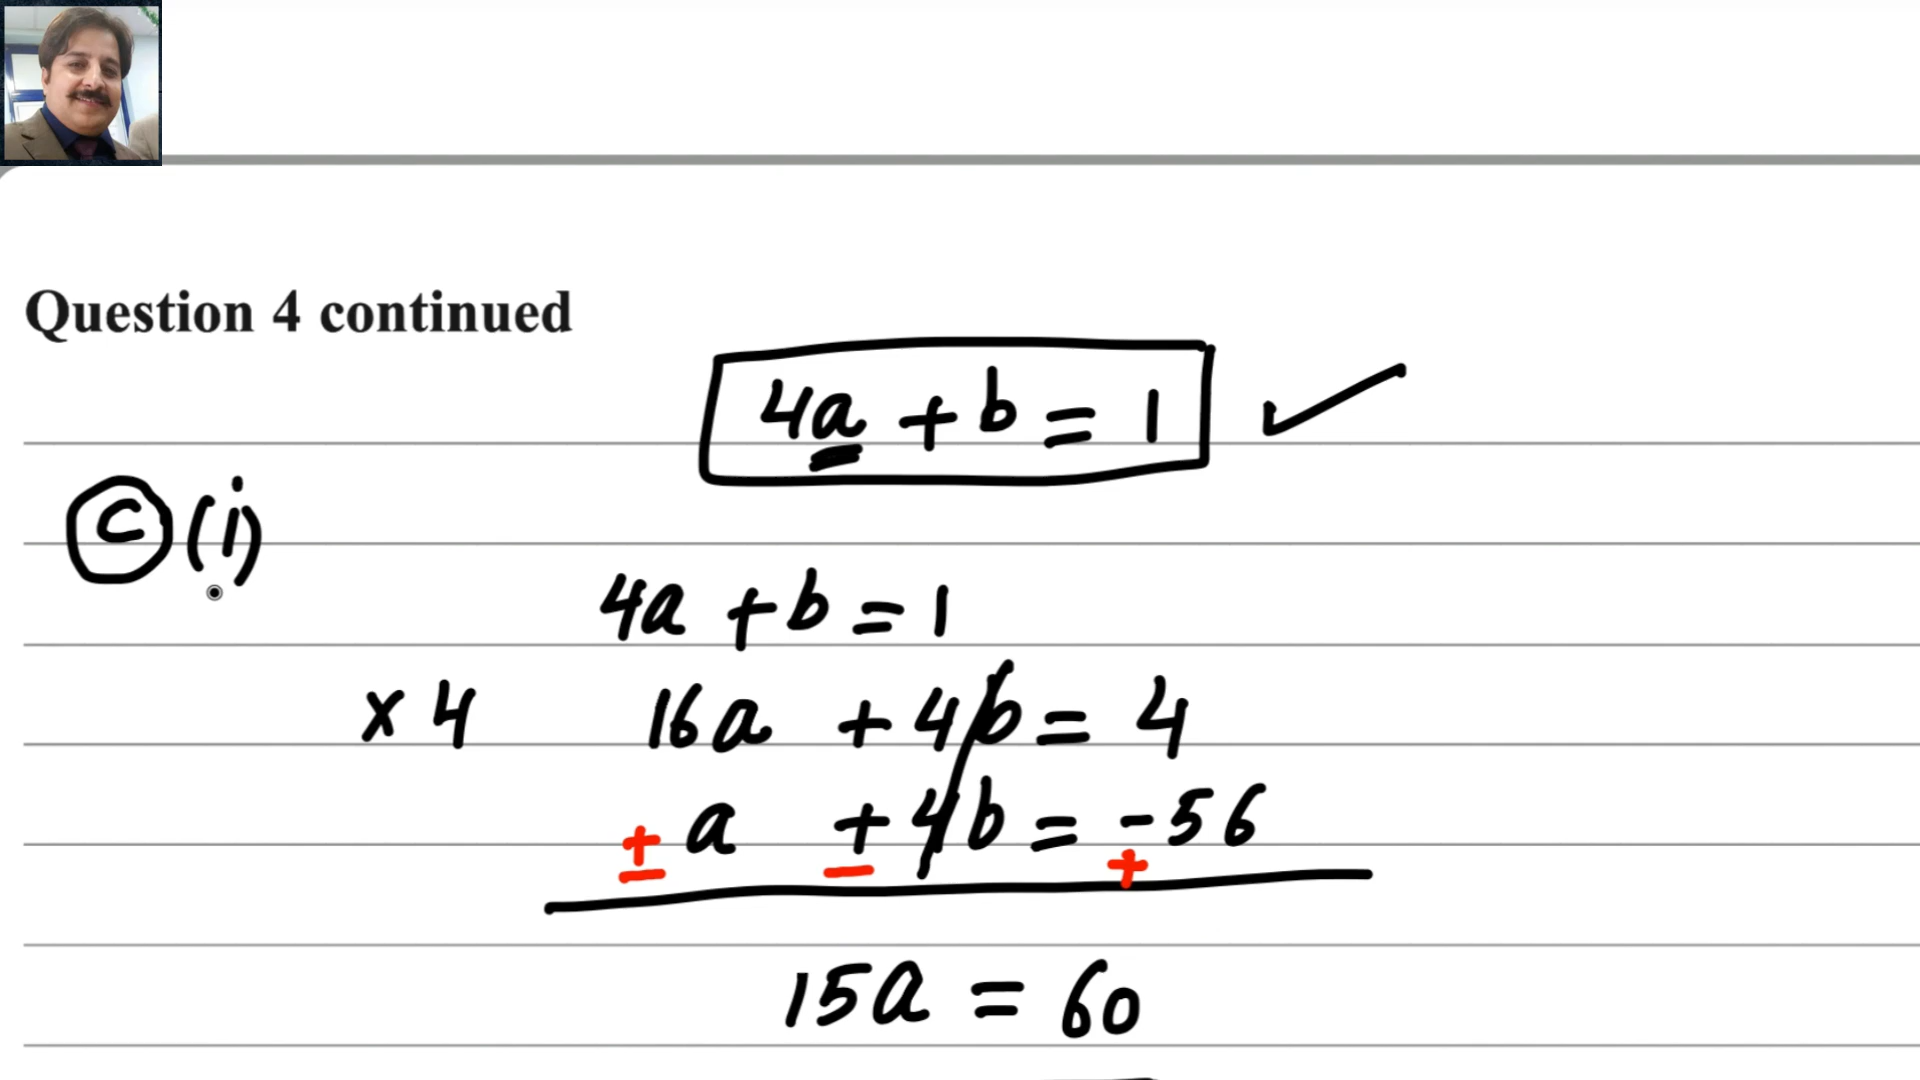 Question 4 continued
4a + b = 1 ✓
C (i)
4a + b = 1
x 4 16a + 4b = 4
± a + 4b = - 56
− +
15a = 60